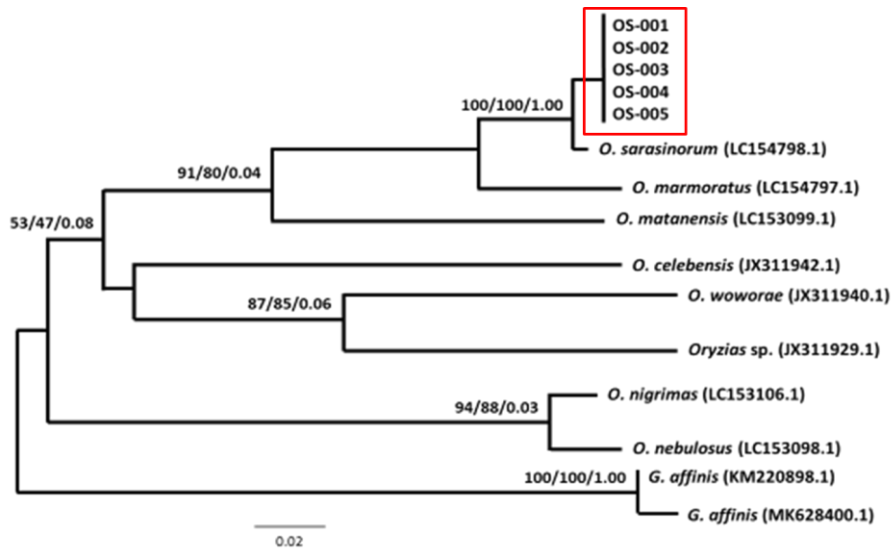 OS-001
OS-002
OS-003
OS-004
OS-005
100/100/1.00
O. sarasinorum (LC154798.1)
91/80/0.04
O. marmoratus (LC154797.1)
O. matanensis (LC153099.1)
53/47/0.08
O. celebensis (JX311942.1)
87/85/0.06
O. woworae (JX311940.1)
Oryzias sp. (JX311929.1)
O. nigrimas (LC153106.1)
94/88/0.03
O. nebulosus (LC153098.1)
100/100/1.00
G. affinis (KM220898.1)
G. affinis (MK628400.1)
0.02